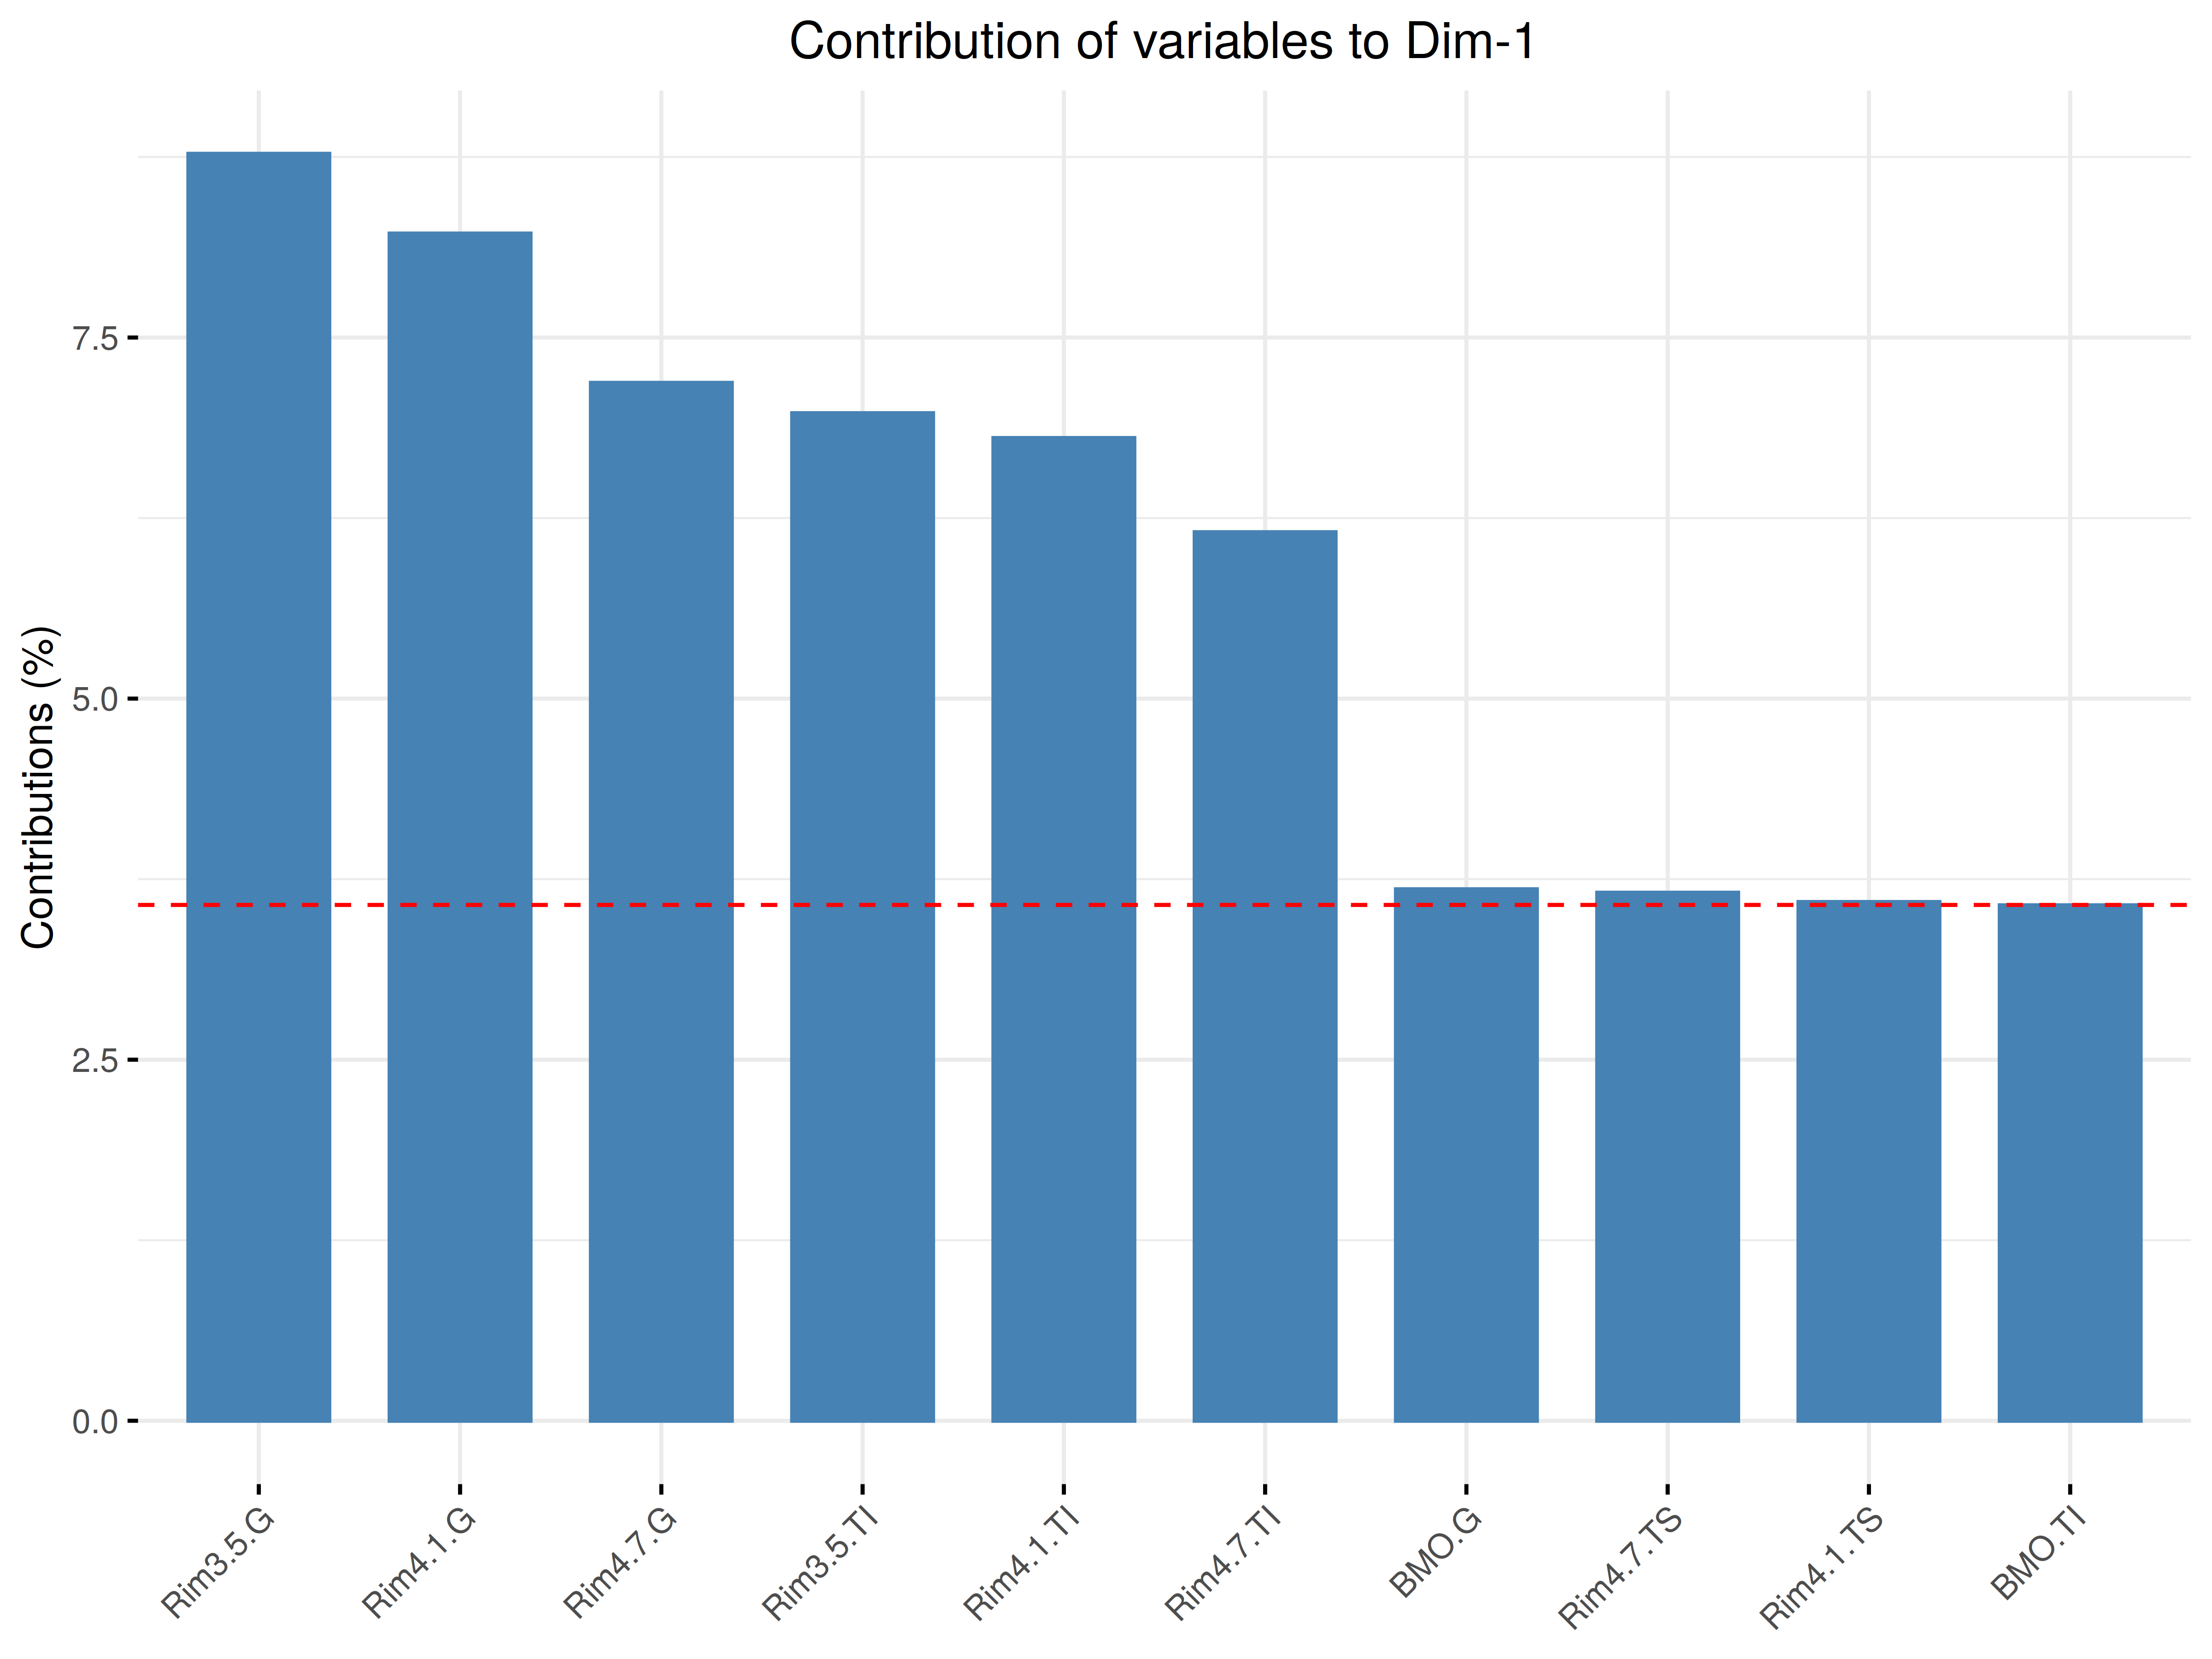 Contribution of variables to Dim-1
Contributions (%)
7.5
5.0
2.5
0.0
Rim3.5.G
Rim4.1.G
Rim4.7.G
Rim3.5.TI
Rim4.1.TI
Rim4.7.TI
BMO.G
Rim4.7.TS
Rim4.1.TS
BMO.TI